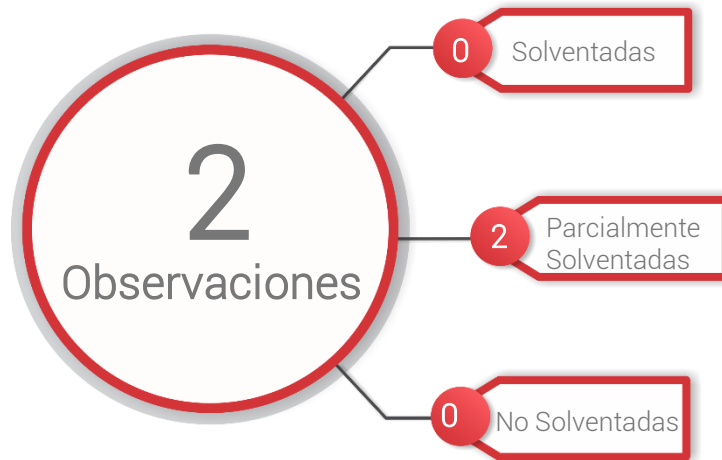 2
Observaciones
0
Solventadas
2
Parcialmente
Solventadas
0
No Solventadas